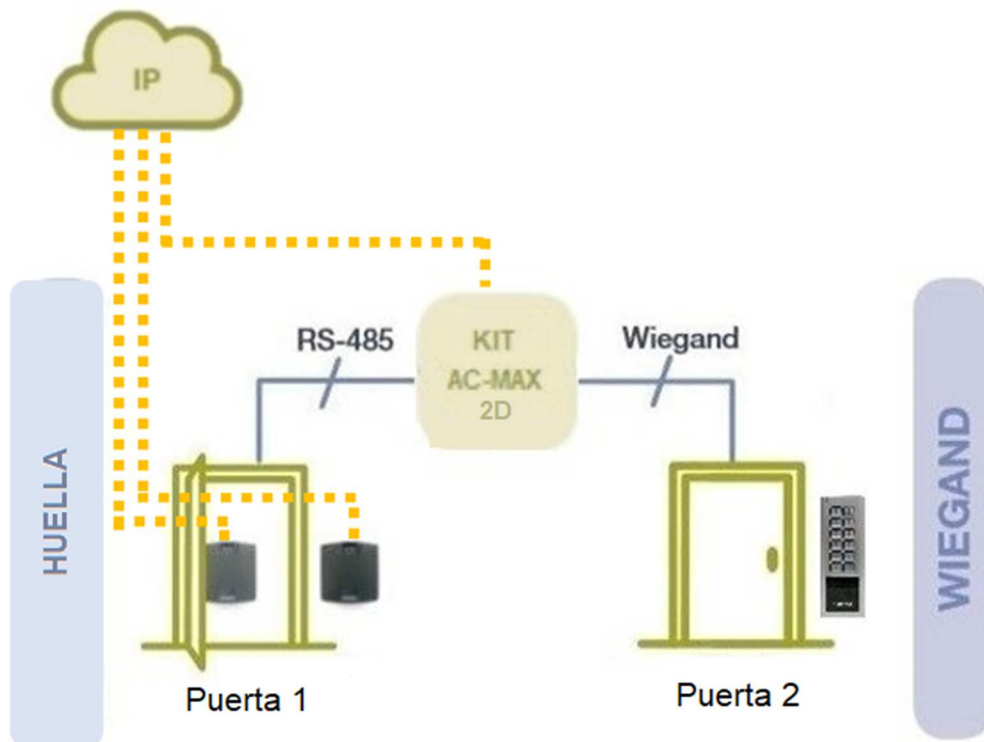 IP
RS-485
KIT
AC-MAX
2D
Wiegand
HUELLA
WIEGAND
Puerta 1
Puerta 2